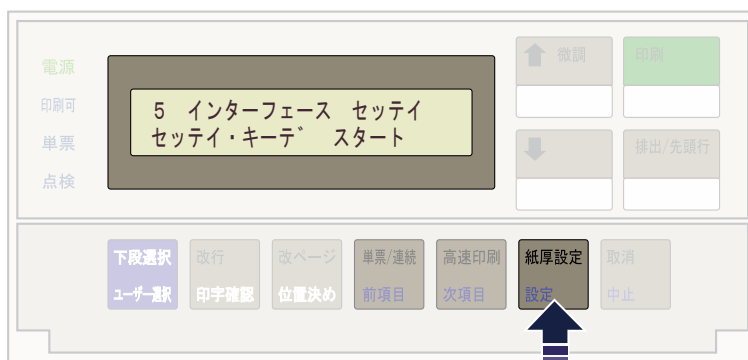 電源
印刷可
単票
点検
5 インターフェース セッテイ
セッテイ・キーデ゛ スタート
微調
印刷
排出/先頭行
下段選択
ユーザー選択
改行
印字確認
改ページ
位置決め
単票/連続
前項目
高速印刷
次項目
紙厚設定
設定
取消
中止